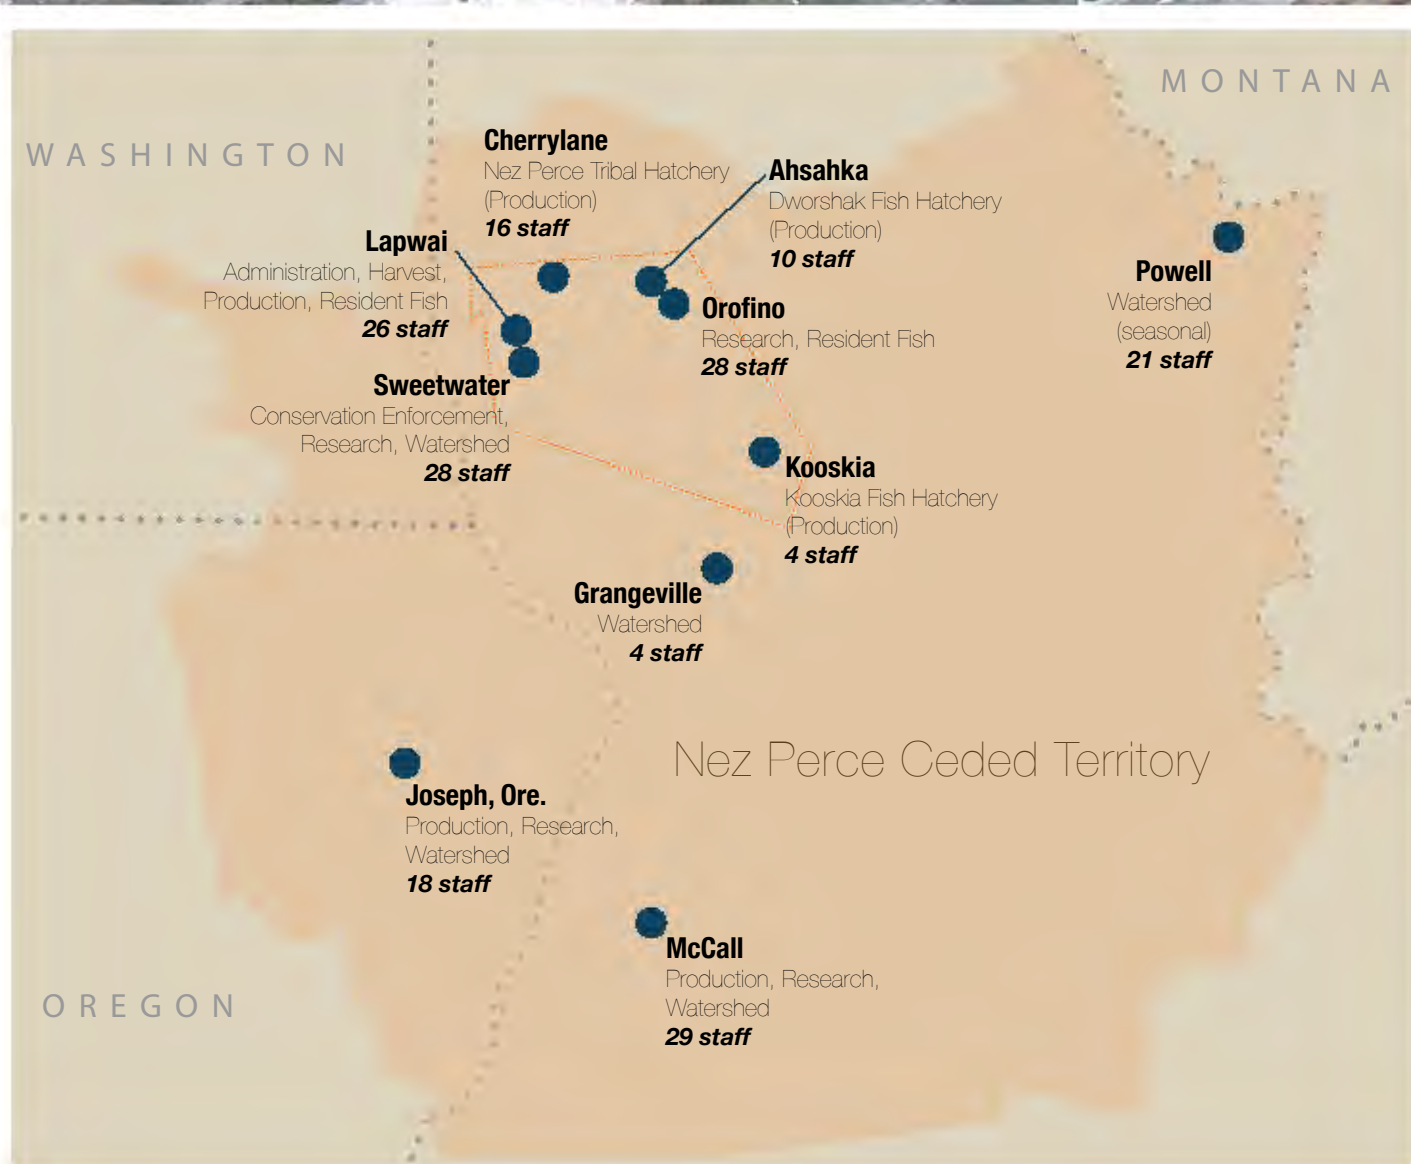 MONTANA
WASHINGTON
Cherrylane
Nez Perce Tribal Hatchery
(Production)
16 staff
Ahsahka
Dworshak Fish Hatchery
(Production)
10 staff
Lapwai
Administration, Harvest,
Production, Resident Fish
26 staff
Powell
Watershed
(seasonal)
21 staff
Orofino
Research, Resident Fish
28 staff
Sweetwater
Conservation Enforcement,
Research, Watershed
28 staff
Kooskia
Kooskia Fish Hatchery
(Production)
4 staff
Grangeville
Watershed
4 staff
Nez Perce Ceded Territory
Joseph, Ore.
Production, Research,
Watershed
18 staff
McCall
Production, Research,
Watershed
29 staff
OREGON